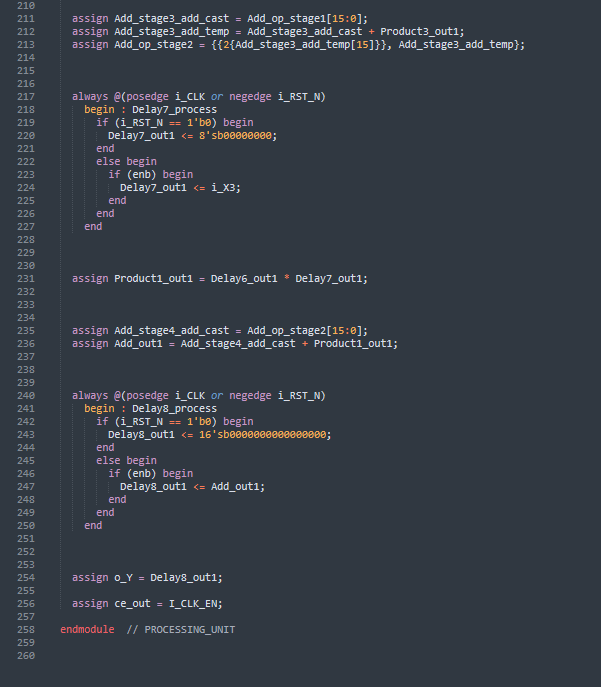 210
211 assign Add_stage3_add_cast = Add_op_stage1[15:0];
212 assign Add_stage3_add_temp = Add_stage3_add_cast + Product3_out1;
213 assign Add_op_stage2 = {{2{Add_stage3_add_temp[15]}}, Add_stage3_add_temp};
214
215
216
217 always @(posedge i_CLK or negedge i_RST_N)
218 begin : Delay7_process
219 if (i_RST_N == 1'b0) begin
220 Delay7_out1 <= 8'sb00000000;
221 end
222 else begin
223 if (enb) begin
224 Delay7_out1 <= i_X3;
225 end
226 end
227 end
228
229
230
231 assign Product1_out1 = Delay6_out1 * Delay7_out1;
232
233
234
235 assign Add_stage4_add_cast = Add_op_stage2[15:0];
236 assign Add_out1 = Add_stage4_add_cast + Product1_out1;
237
238
239
240 always @(posedge i_CLK or negedge i_RST_N)
241 begin : Delay8_process
242 if (i_RST_N == 1'b0) begin
243 Delay8_out1 <= 16'sb0000000000000000;
244 end
245 else begin
246 if (enb) begin
247 Delay8_out1 <= Add_out1;
248 end
249 end
250 end
251
252
253
254 assign o_Y = Delay8_out1;
255
256 assign ce_out = I_CLK_EN;
257
258 endmodule // PROCESSING_UNIT
259
260